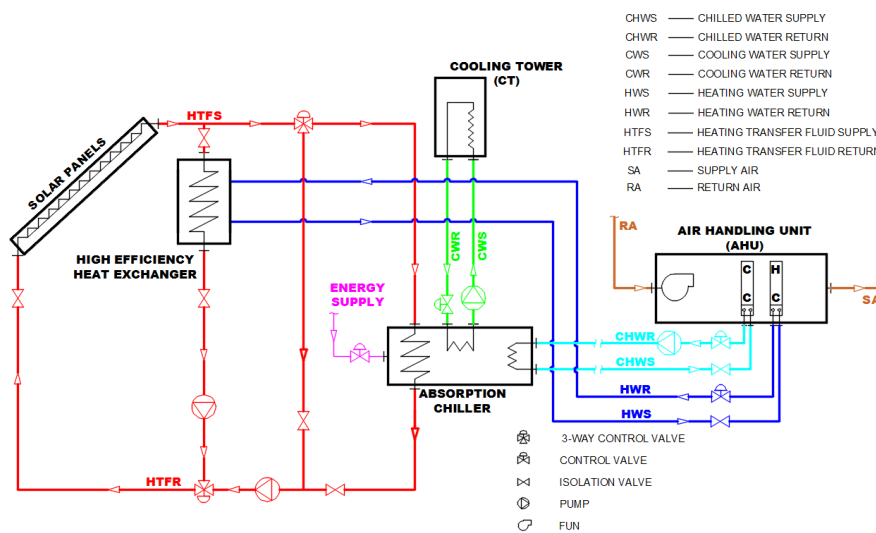 CHWS — CHILLED WATER SUPPLY
CHWR — CHILLED WATER RETURN
CWS — COOLING WATER SUPPLY
CWR — COOLING WATER RETURN
HWS — HEATING WATER SUPPLY
HWR — HEATING WATER RETURN
HTFS — HEATING TRANSFER FLUID SUPPLY
HTFR — HEATING TRANSFER FLUID RETURN
SA — SUPPLY AIR
RA — RETURN AIR
COOLING TOWER
(CT)
HTFS
SOLAR PANELS
HIGH EFFICIENCY
HEAT EXCHANGER
CWR
CWS
RA
AIR HANDLING UNIT
(AHU)
C
C
H
C
SA
ENERGY
SUPPLY
CHWR
CHWS
ABSORPTION
CHILLER
HWR
HWS
HTFR
3-WAY CONTROL VALVE
CONTROL VALVE
ISOLATION VALVE
PUMP
FUN